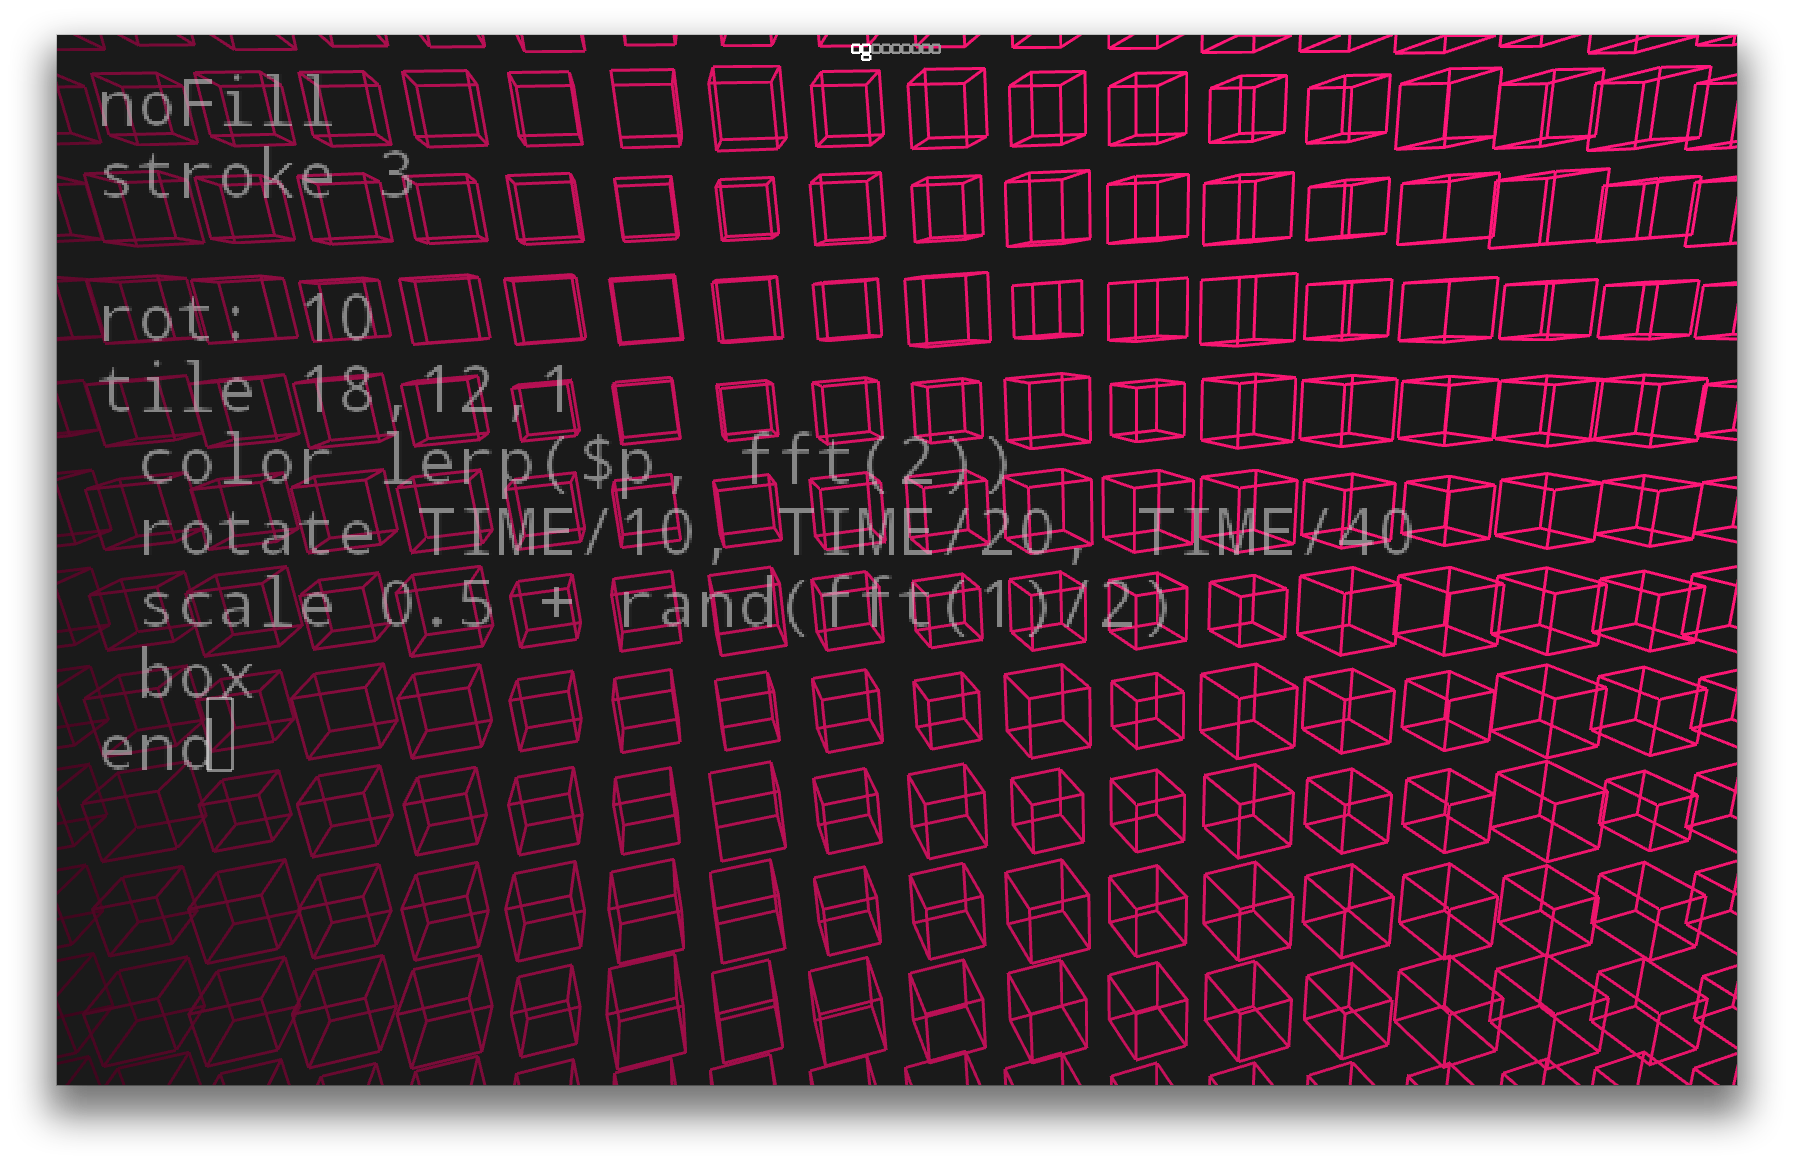 noFill
stroke 3
rot: 10
tile 18,12,1
color lerp($p, fft(2))
rotate TIME/10, TIME/20, TIME/40
scale 0.5 + rand(fft(1)/2)
box
end